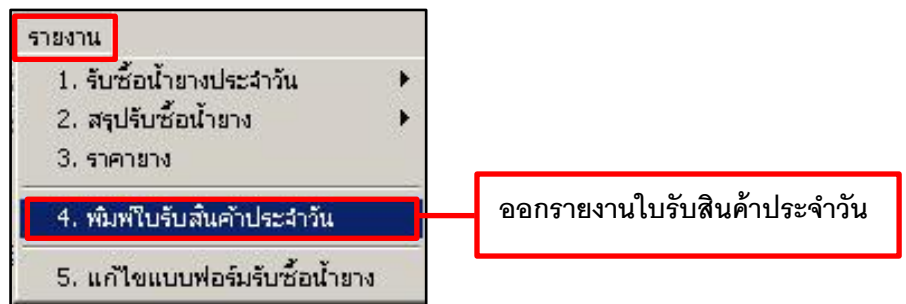 รายงาน
1. รับซื้อน้ำยางประจำวัน
2. สรุปรับซื้อน้ำยาง
3. ราคายาง
4. พิมพ์ใบรับสินค้าประจำวัน
ออกรายงานใบรับสินค้าประจำวัน
5. แก้ไขแบบฟอร์มรับซื้อน้ำยาง